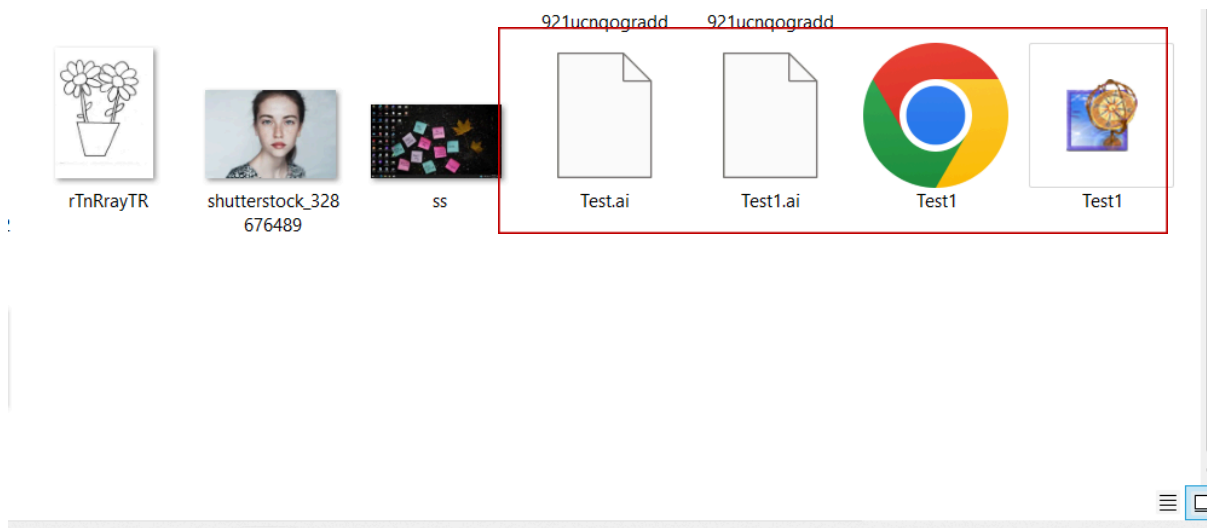 921ucnqogradd
921ucnqogradd
rTnRrayTR
shutterstock_328
676489
ss
Test.ai
Test1.ai
Test1
Test1